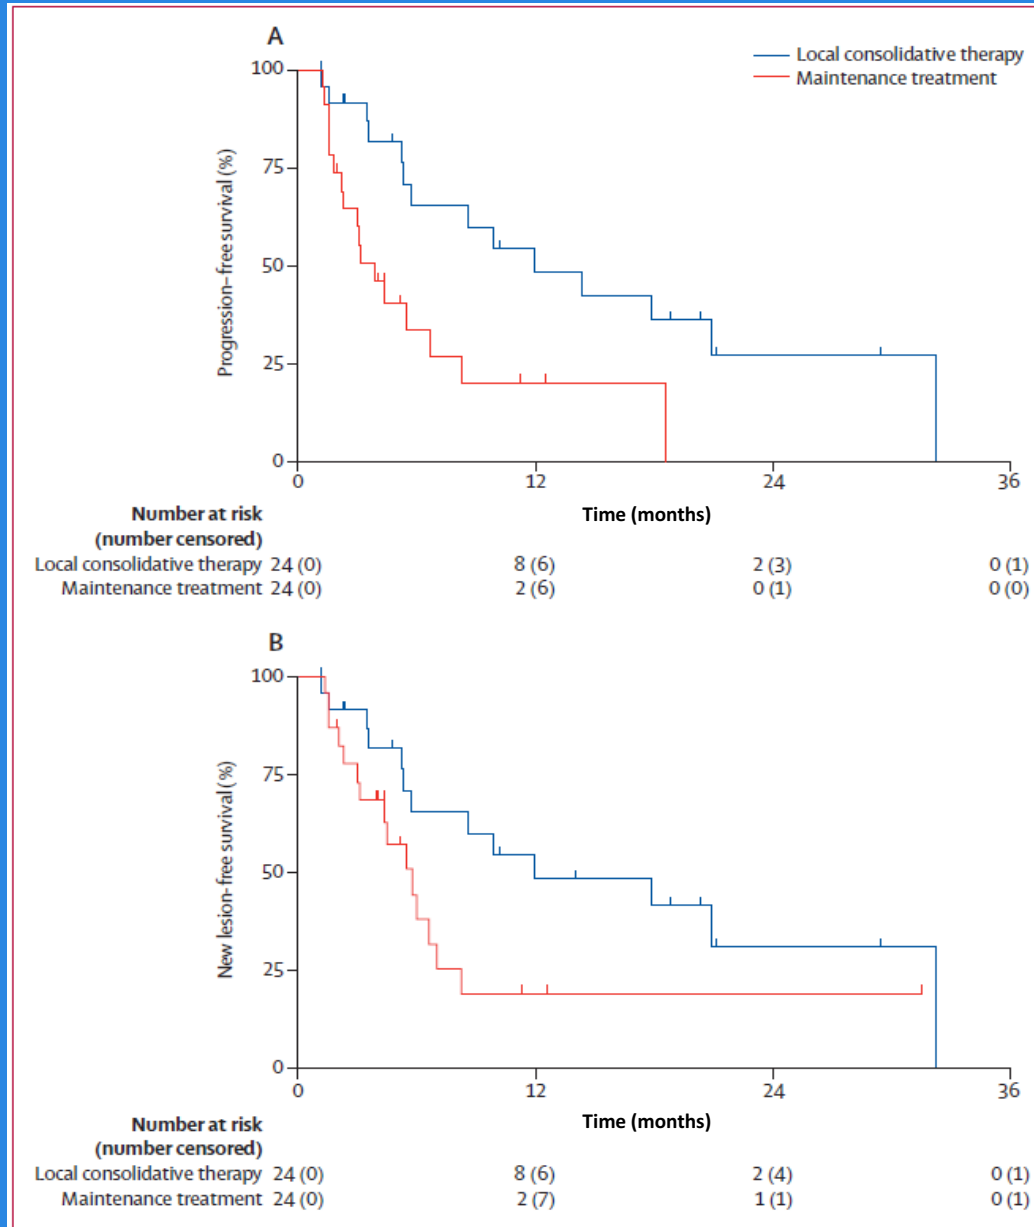 A
Local consolidative therapy
Maintenance treatment
100
75
50
25
0
Progression-free survival (%)
0 12 24 36
Time (months)
Number at risk
(number censored)
Local consolidative therapy 24 (0) 8 (6) 2 (3) 0 (1)
Maintenance treatment 24 (0) 2 (6) 0 (1) 0 (0)
B
100
75
50
25
0
New lesion-free survival (%)
0 12 24 36
Time (months)
Number at risk
(number censored)
Local consolidative therapy 24 (0) 8 (6) 2 (4) 0 (1)
Maintenance treatment 24 (0) 2 (7) 1 (1) 0 (1)